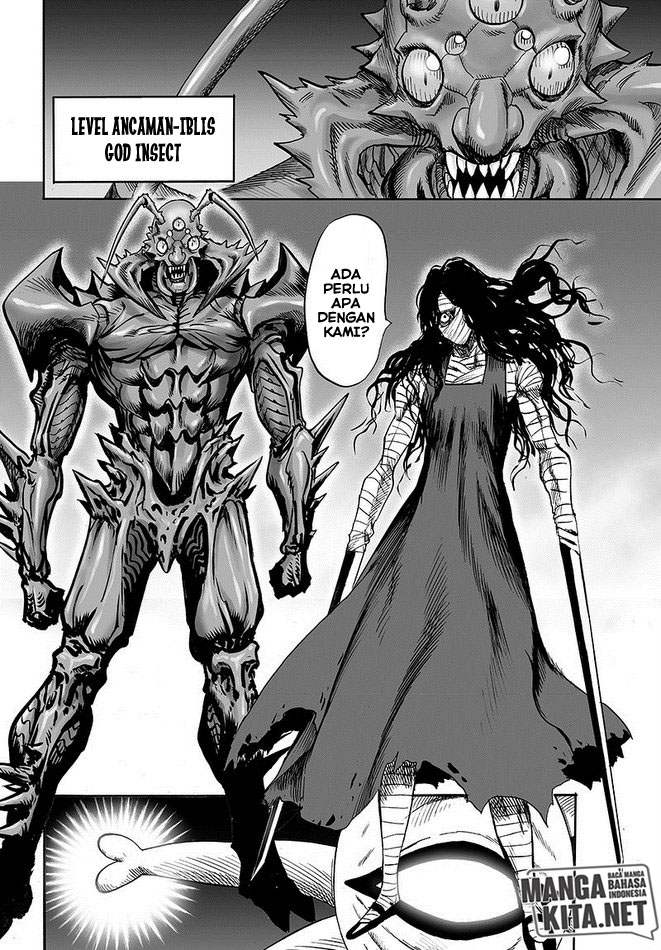 LEVEL ANCAMAN-IBLIS
GOD INSECT
ADA
PERLU
APA
DENGAN
KAMI?
MANGA
BACA MANGA
BAHASA
INDONESIA
KITA.NET